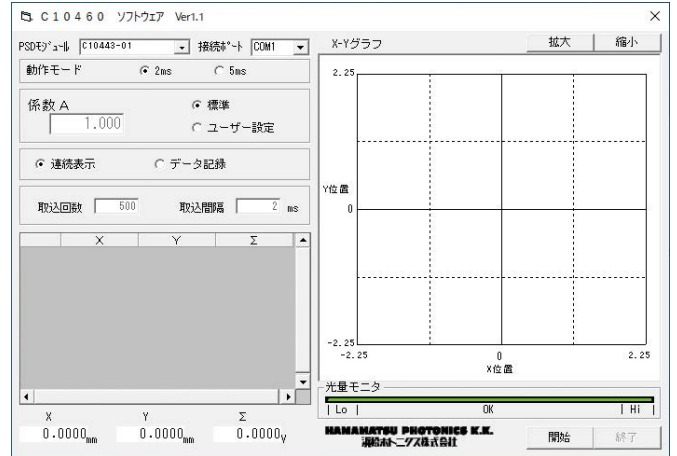 C10460 ソフトウェア Ver1.1
PSDﾓｼﾞｭｰﾙ C10443-01 接続ﾎﾟｰﾄ COM1
動作モード 2ms 5ms
係数 A 標準
1.000 ユーザー設定
連続表示 データ記録
取込回数 500 取込間隔 2 ms
X Y Σ
X Y Σ
0.0000mm 0.0000mm 0.0000V
X-Yグラフ 拡大 縮小
2.25
Y位置
0
-2.25
-2.25 0 2.25
X位置
光量モニタ
| Lo | OK | Hi |
HAMAMATSU PHOTONICS K.K.
浜松ホトニクス株式会社
開始 終了